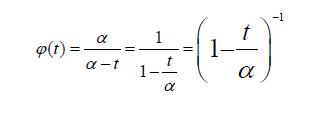 φ(t) = α / (α − t) = 1 / (1 − t/α) = (1 − t/α)^−1